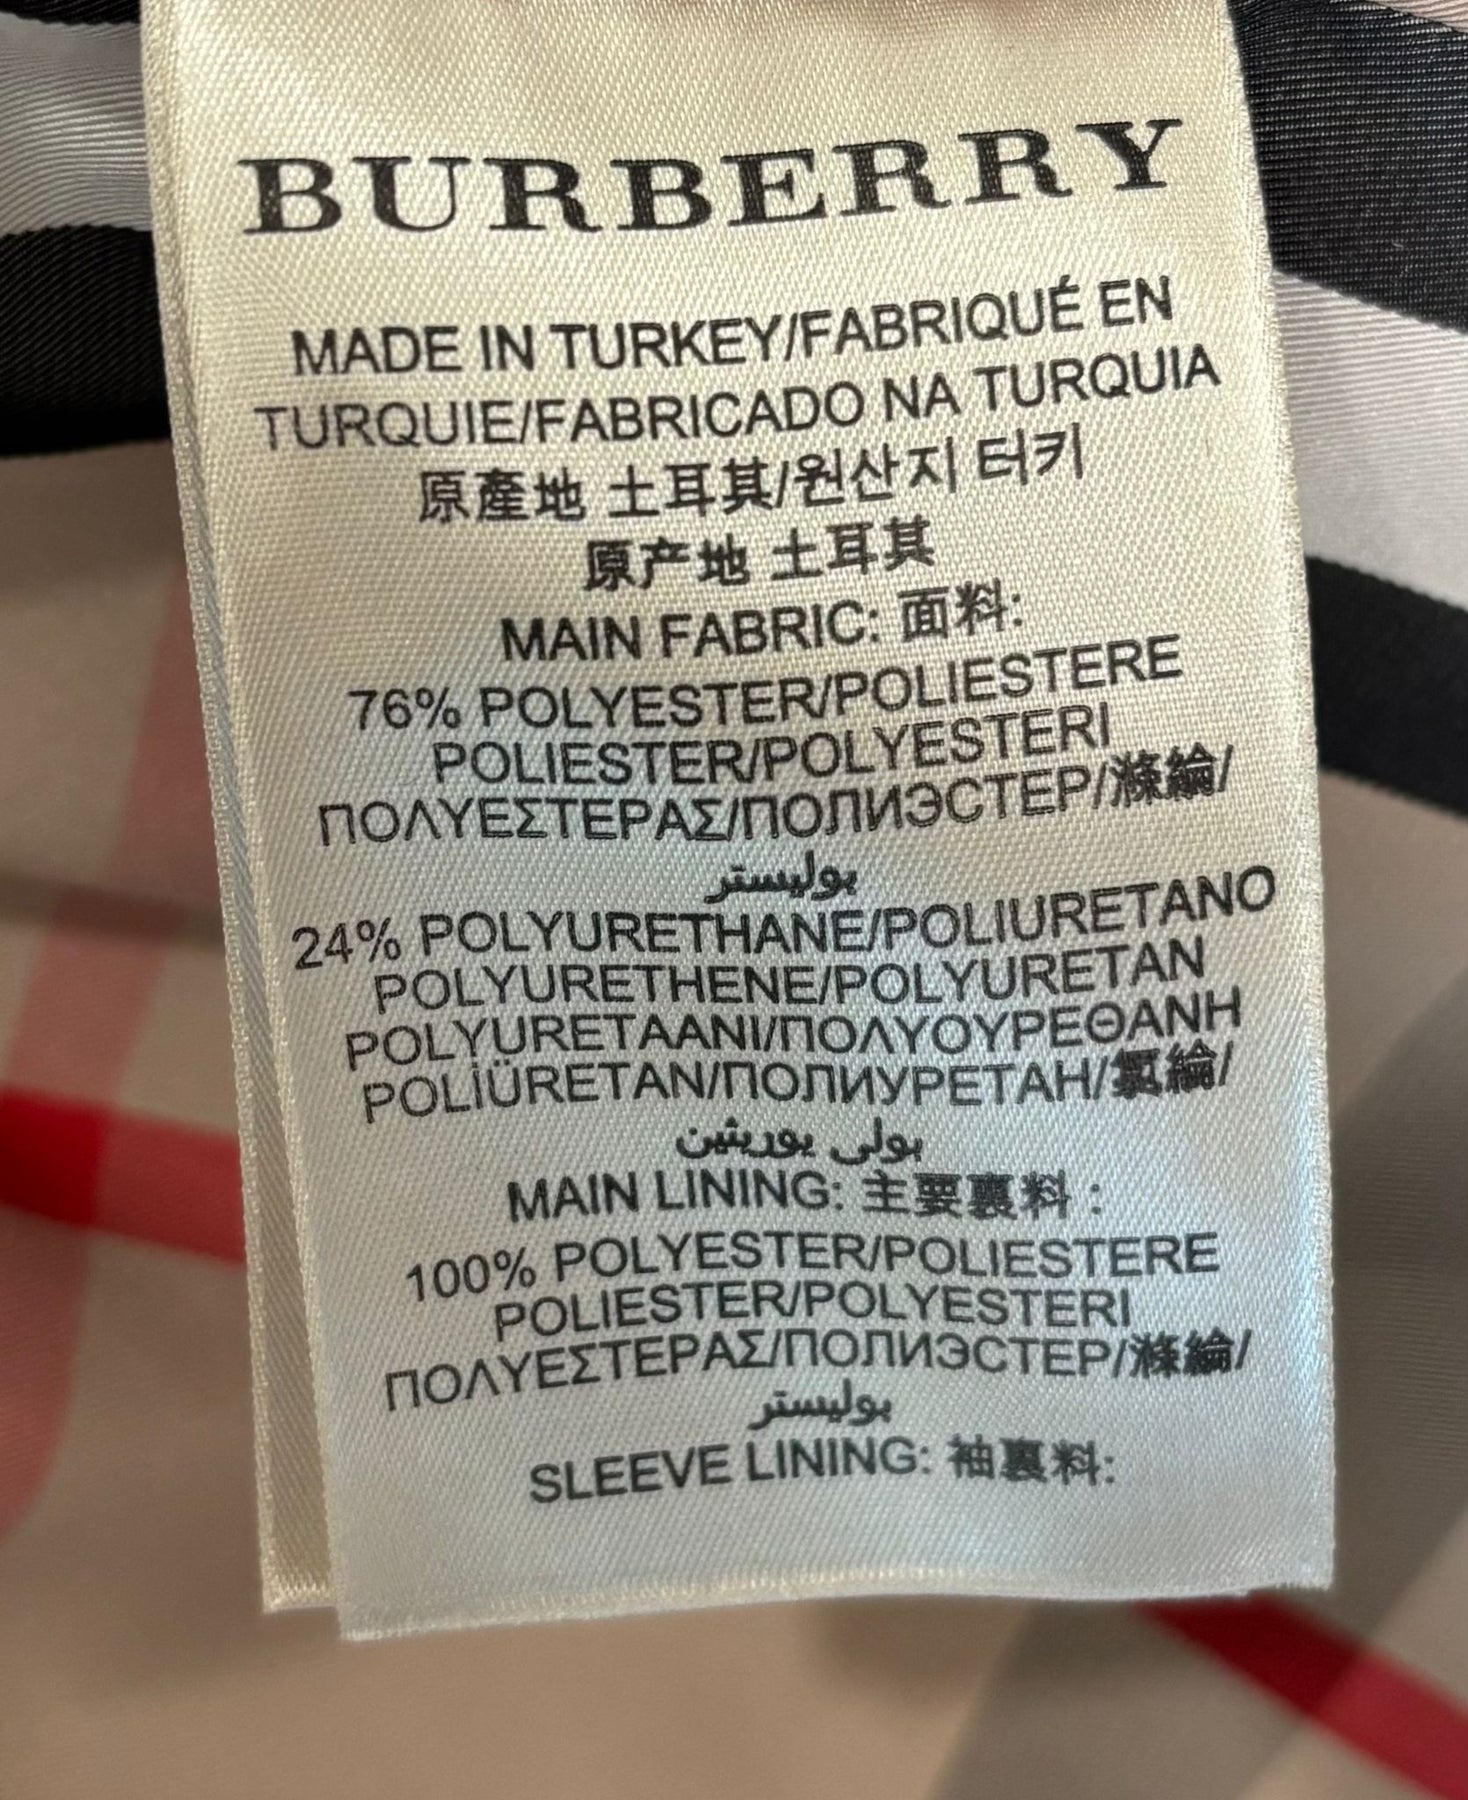 BURBERRY
MADE IN TURKEY/FABRIQUÉ EN
TURQUIE/FABRICADO NA TURQUIA
原產地 土耳其/원산지 터키
原产地 土耳其
MAIN FABRIC: 面料:
76% POLYESTER/POLIESTERE
POLIESTER/POLYESTERI
ΠΟΛΥΕΣΤΕΡΑΣ/ПОЛИЭСТЕР/滌綸/
بوليستر
24% POLYURETHANE/POLIURETANO
POLYURETHENE/POLYURETAN
POLYURETAANI/ΠΟΛΥΟΥΡΕΘΑΝΗ
POLİÜRETAN/ПОЛИУРЕТАН/氨綸/
بولى يوريثين
MAIN LINING: 主要裏料 :
100% POLYESTER/POLIESTERE
POLIESTER/POLYESTERI
ΠΟΛΥΕΣΤΕΡΑΣ/ПОЛИЭСТЕР/滌綸/
بوليستر
SLEEVE LINING: 袖裏料: